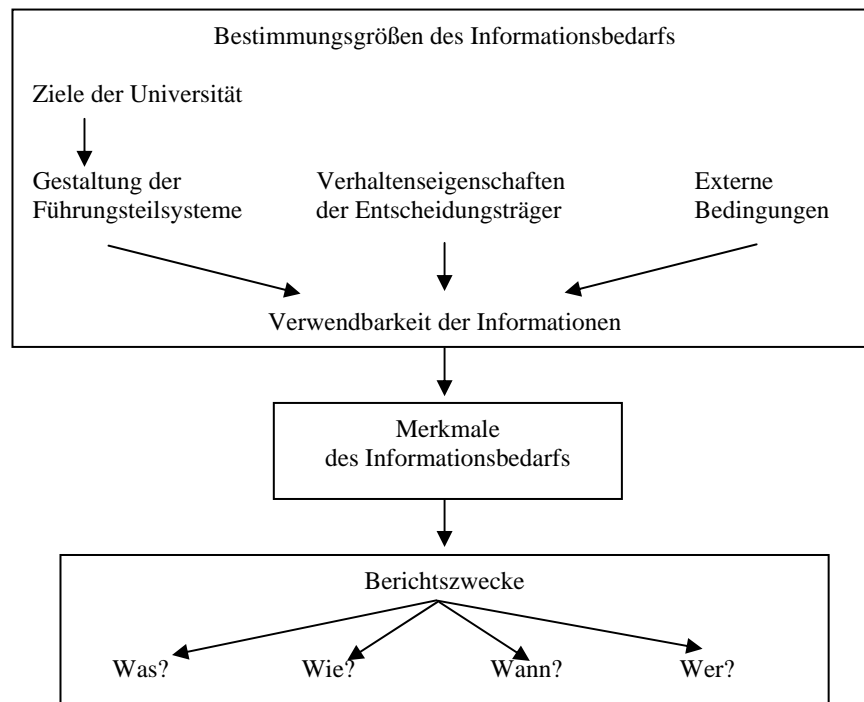 Bestimmungsgrößen des Informationsbedarfs
Ziele der Universität
Gestaltung der
Führungsteilsysteme
Verhaltenseigenschaften
der Entscheidungsträger
Externe
Bedingungen
Verwendbarkeit der Informationen
Merkmale
des Informationsbedarfs
Berichtszwecke
Was? Wie? Wann? Wer?